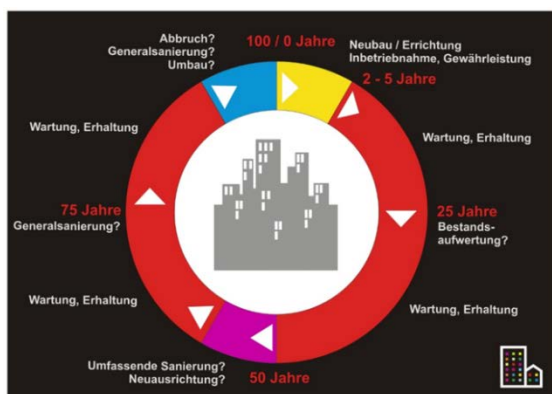 Abbruch?
Generalsanierung?
Umbau?
100 / 0 Jahre
Neubau / Errichtung
Inbetriebnahme, Gewährleistung
2 - 5 Jahre
Wartung, Erhaltung
Wartung, Erhaltung
75 Jahre
Generalsanierung?
25 Jahre
Bestands-
aufwertung?
Wartung, Erhaltung
Wartung, Erhaltung
Umfassende Sanierung?
Neuausrichtung?
50 Jahre